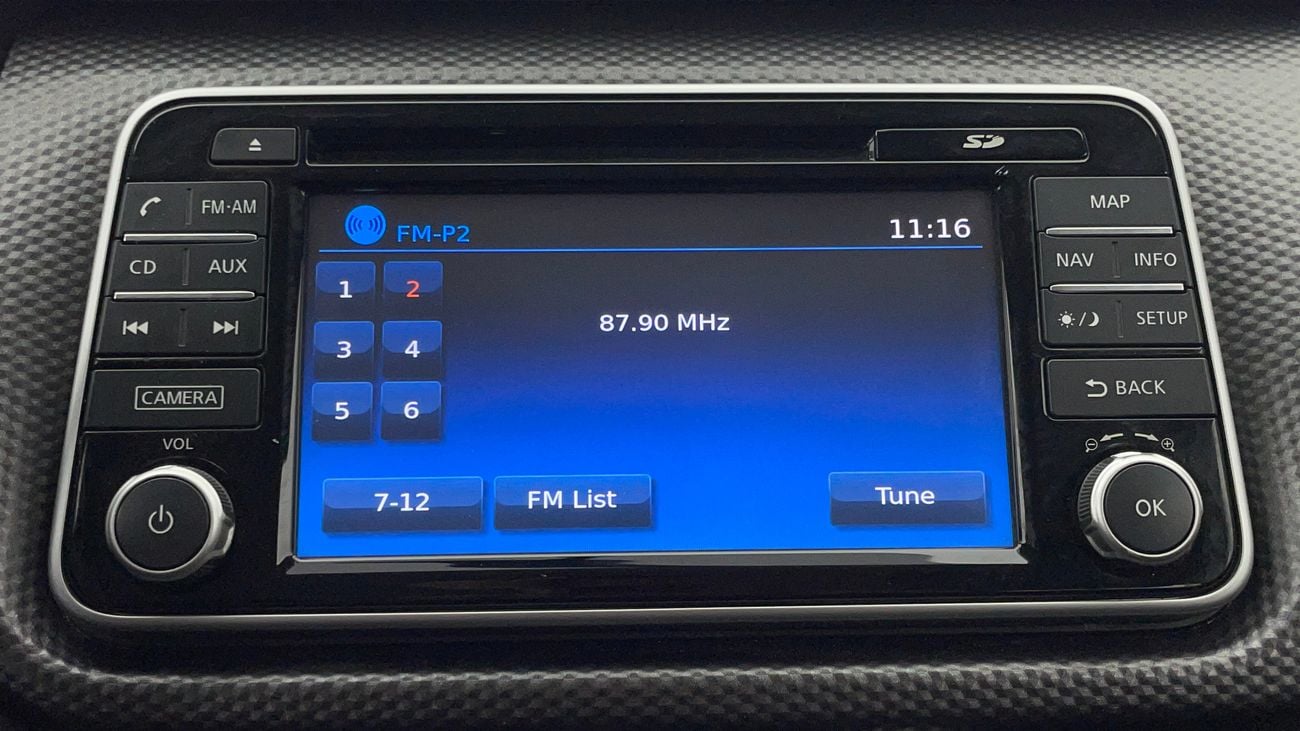 SD
FM·AM
MAP
FM-P2
11:16
CD AUX
NAV INFO
1 2
87.90 MHz
3 4
SETUP
5 6
CAMERA
BACK
VOL
7-12 FM List Tune
OK